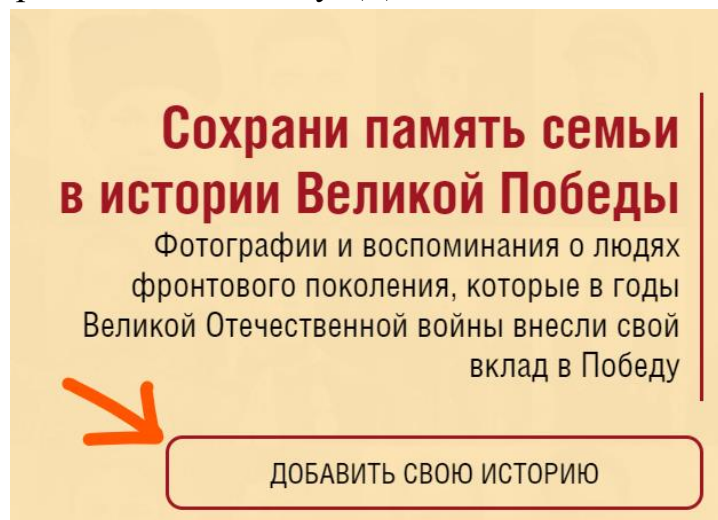 Сохрани память семьи
в истории Великой Победы
Фотографии и воспоминания о людях
фронтового поколения, которые в годы
Великой Отечественной войны внесли свой
вклад в Победу
ДОБАВИТЬ СВОЮ ИСТОРИЮ